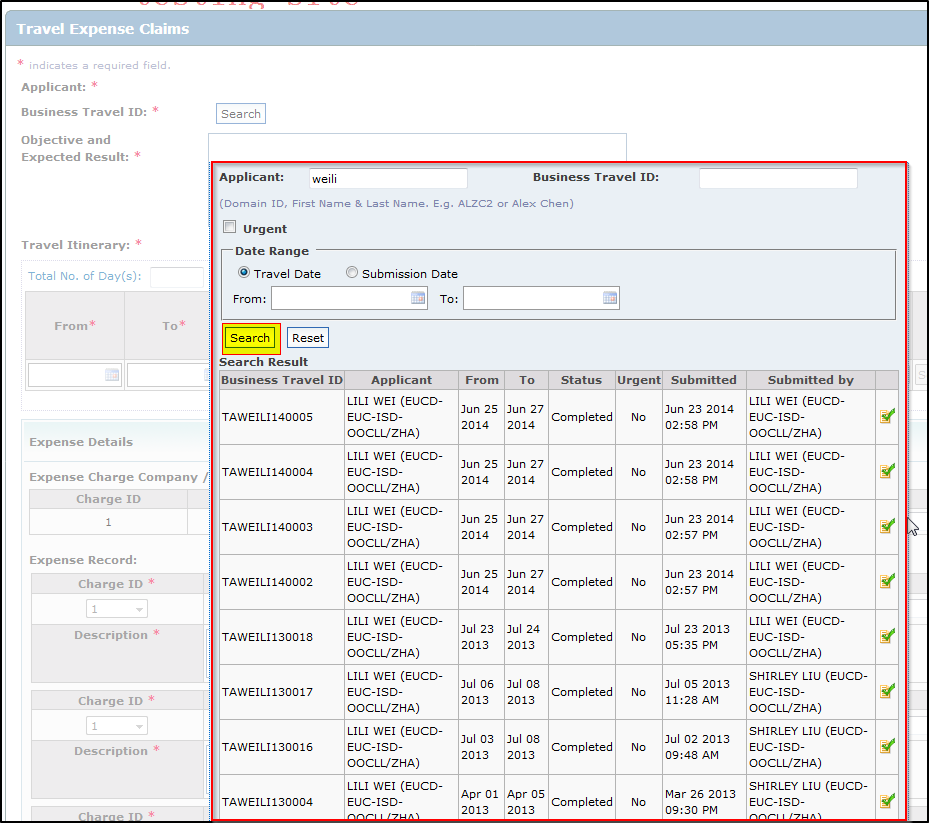 testing site
Travel Expense Claims
* indicates a required field.
Applicant: *
Business Travel ID: * Search
Objective and
Expected Result: *
Applicant: weili Business Travel ID:
(Domain ID, First Name & Last Name. E.g. ALZC2 or Alex Chen)
Urgent
Date Range
Travel Date Submission Date
From: To:
Search Reset
Search Result
Business Travel ID Applicant From To Status Urgent Submitted Submitted by
TAWEILI140005 LILI WEI (EUCD-EUC-ISD-OOCLL/ZHA) Jun 25 2014 Jun 27 2014 Completed No Jun 23 2014 02:58 PM LILI WEI (EUCD-EUC-ISD-OOCLL/ZHA)
TAWEILI140004 LILI WEI (EUCD-EUC-ISD-OOCLL/ZHA) Jun 25 2014 Jun 27 2014 Completed No Jun 23 2014 02:58 PM LILI WEI (EUCD-EUC-ISD-OOCLL/ZHA)
TAWEILI140003 LILI WEI (EUCD-EUC-ISD-OOCLL/ZHA) Jun 25 2014 Jun 27 2014 Completed No Jun 23 2014 02:57 PM LILI WEI (EUCD-EUC-ISD-OOCLL/ZHA)
TAWEILI140002 LILI WEI (EUCD-EUC-ISD-OOCLL/ZHA) Jun 25 2014 Jun 27 2014 Completed No Jun 23 2014 02:57 PM LILI WEI (EUCD-EUC-ISD-OOCLL/ZHA)
TAWEILI130018 LILI WEI (EUCD-EUC-ISD-OOCLL/ZHA) Jul 23 2013 Jul 24 2013 Completed No Jul 23 2013 05:35 PM LILI WEI (EUCD-EUC-ISD-OOCLL/ZHA)
TAWEILI130017 LILI WEI (EUCD-EUC-ISD-OOCLL/ZHA) Jul 06 2013 Jul 08 2013 Completed No Jul 05 2013 11:28 AM SHIRLEY LIU (EUCD-EUC-ISD-OOCLL/ZHA)
TAWEILI130016 LILI WEI (EUCD-EUC-ISD-OOCLL/ZHA) Jul 03 2013 Jul 08 2013 Completed No Jul 02 2013 09:48 AM SHIRLEY LIU (EUCD-EUC-ISD-OOCLL/ZHA)
TAWEILI130004 LILI WEI (EUCD-EUC-ISD-OOCLL/ZHA) Apr 01 2013 Apr 05 2013 Completed No Mar 26 2013 09:30 PM SHIRLEY LIU (EUCD-EUC-ISD-OOCLL/ZHA)
Travel Itinerary: *
Total No. of Day(s):
From* To*
Expense Details
Expense Charge Company /
Charge ID
1
Expense Record:
Charge ID *
1
Description *
Charge ID *
1
Description *
Charge ID *